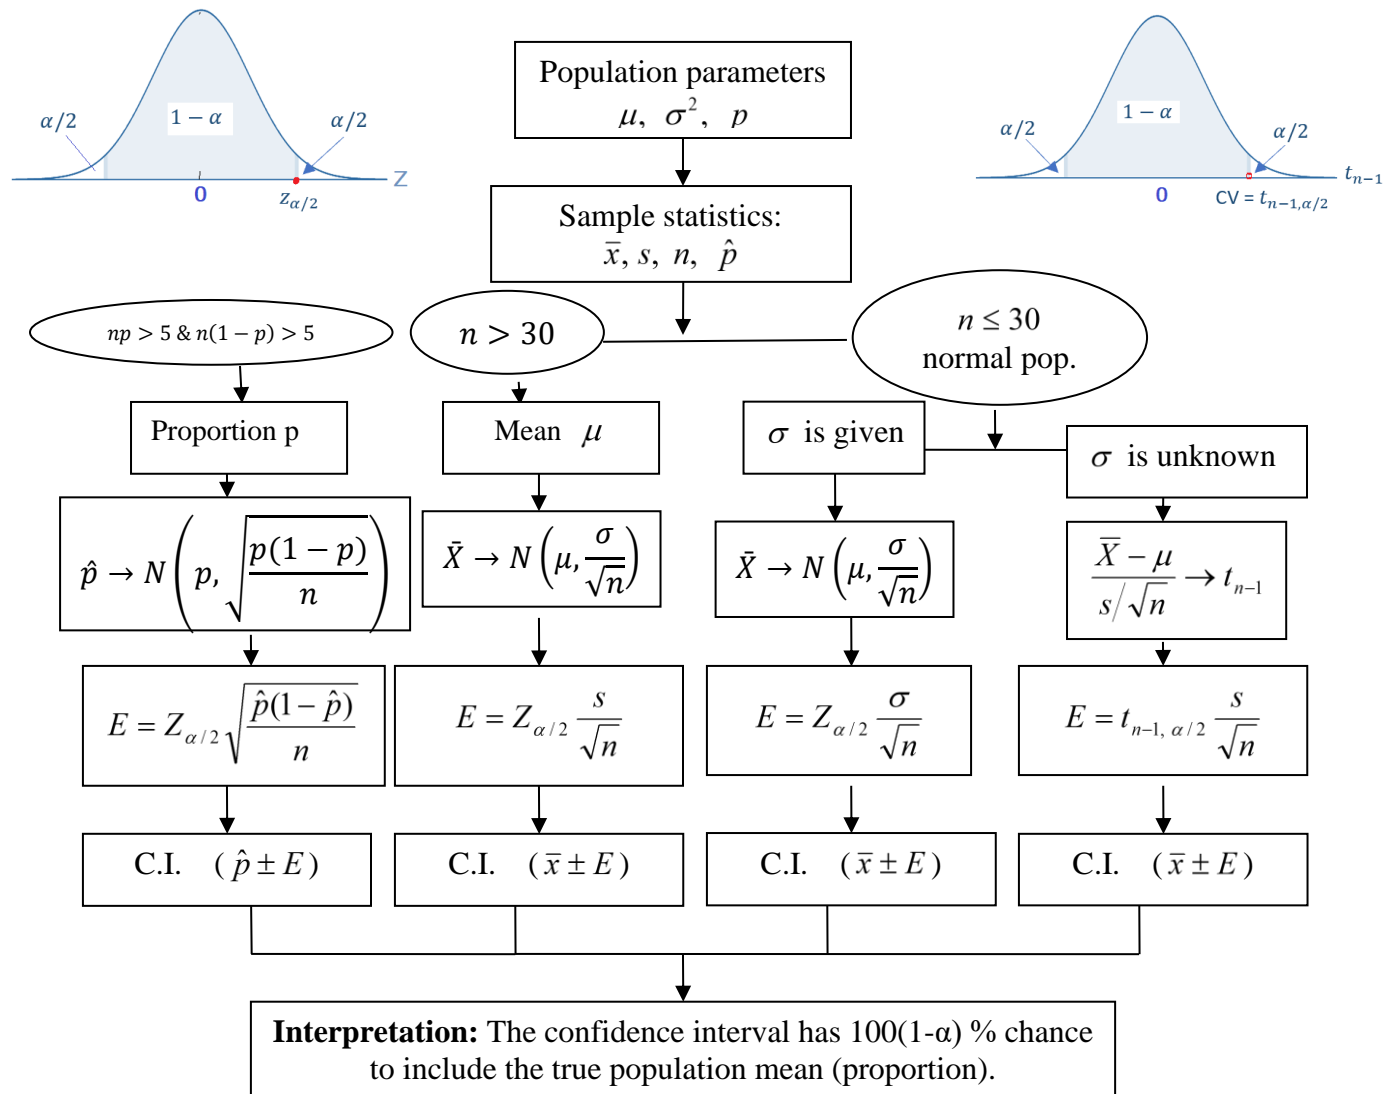 α/2
1 − α
α/2
0
z_{α/2}
Z
Population parameters
μ, σ², p
α/2
1 − α
α/2
0
CV = t_{n−1,α/2}
t_{n−1}
Sample statistics:
x̄, s, n, p̂
np > 5 & n(1 − p) > 5
n > 30
n ≤ 30
normal pop.
Proportion p
Mean μ
σ is given
σ is unknown
p̂ → N(p, √(p(1 − p)/n))
X̄ → N(μ, σ/√n)
X̄ → N(μ, σ/√n)
(X̄ − μ)/(s/√n) → t_{n−1}
E = Z_{α/2} √(p̂(1 − p̂)/n)
E = Z_{α/2} s/√n
E = Z_{α/2} σ/√n
E = t_{n−1, α/2} s/√n
C.I. (p̂ ± E)
C.I. (x̄ ± E)
C.I. (x̄ ± E)
C.I. (x̄ ± E)
Interpretation: The confidence interval has 100(1-α) % chance
to include the true population mean (proportion).